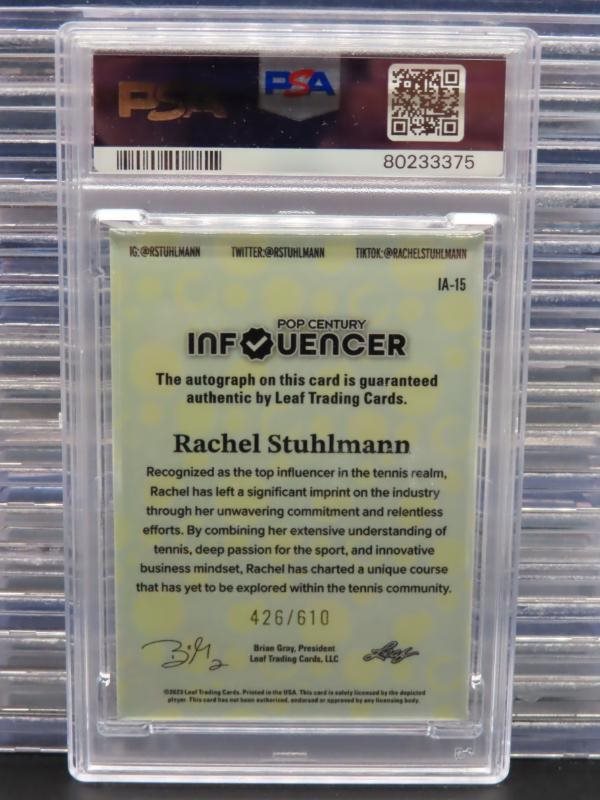 PSA PSA
80233375
IG:@RSTUHLMANN TWITTER:@RSTUHLMANN TIKTOK:@RACHELSTUHLMANN
IA-15
POP CENTURY
INFLUENCER
The autograph on this card is guaranteed
authentic by Leaf Trading Cards.
Rachel Stuhlmann
Recognized as the top influencer in the tennis realm,
Rachel has left a significant imprint on the industry
through her unwavering commitment and relentless
efforts. By combining her extensive understanding of
tennis, deep passion for the sport, and innovative
business mindset, Rachel has charted a unique course
that has yet to be explored within the tennis community.
426/610
Brian Gray, President
Leaf Trading Cards, LLC
Leaf
©2023 Leaf Trading Cards. Printed in the USA. This card is solely licensed by the depicted
player. This card has not been authorized, endorsed or approved by any licensing body.